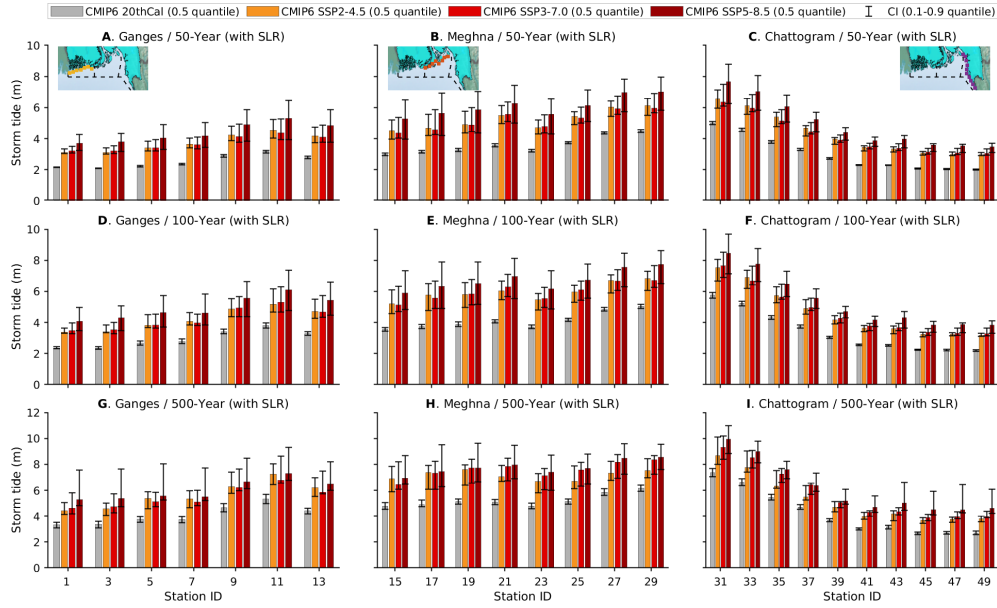 CMIP6 20thCal (0.5 quantile) CMIP6 SSP2-4.5 (0.5 quantile) CMIP6 SSP3-7.0 (0.5 quantile) CMIP6 SSP5-8.5 (0.5 quantile) CI (0.1-0.9 quantile)
A. Ganges / 50-Year (with SLR) B. Meghna / 50-Year (with SLR) C. Chattogram / 50-Year (with SLR)
Storm tide (m)
10
8
6
4
2
0
D. Ganges / 100-Year (with SLR) E. Meghna / 100-Year (with SLR) F. Chattogram / 100-Year (with SLR)
Storm tide (m)
10
8
6
4
2
0
G. Ganges / 500-Year (with SLR) H. Meghna / 500-Year (with SLR) I. Chattogram / 500-Year (with SLR)
Storm tide (m)
12
10
8
6
4
2
0
1 3 5 7 9 11 13 15 17 19 21 23 25 27 29 31 33 35 37 39 41 43 45 47 49
Station ID Station ID Station ID